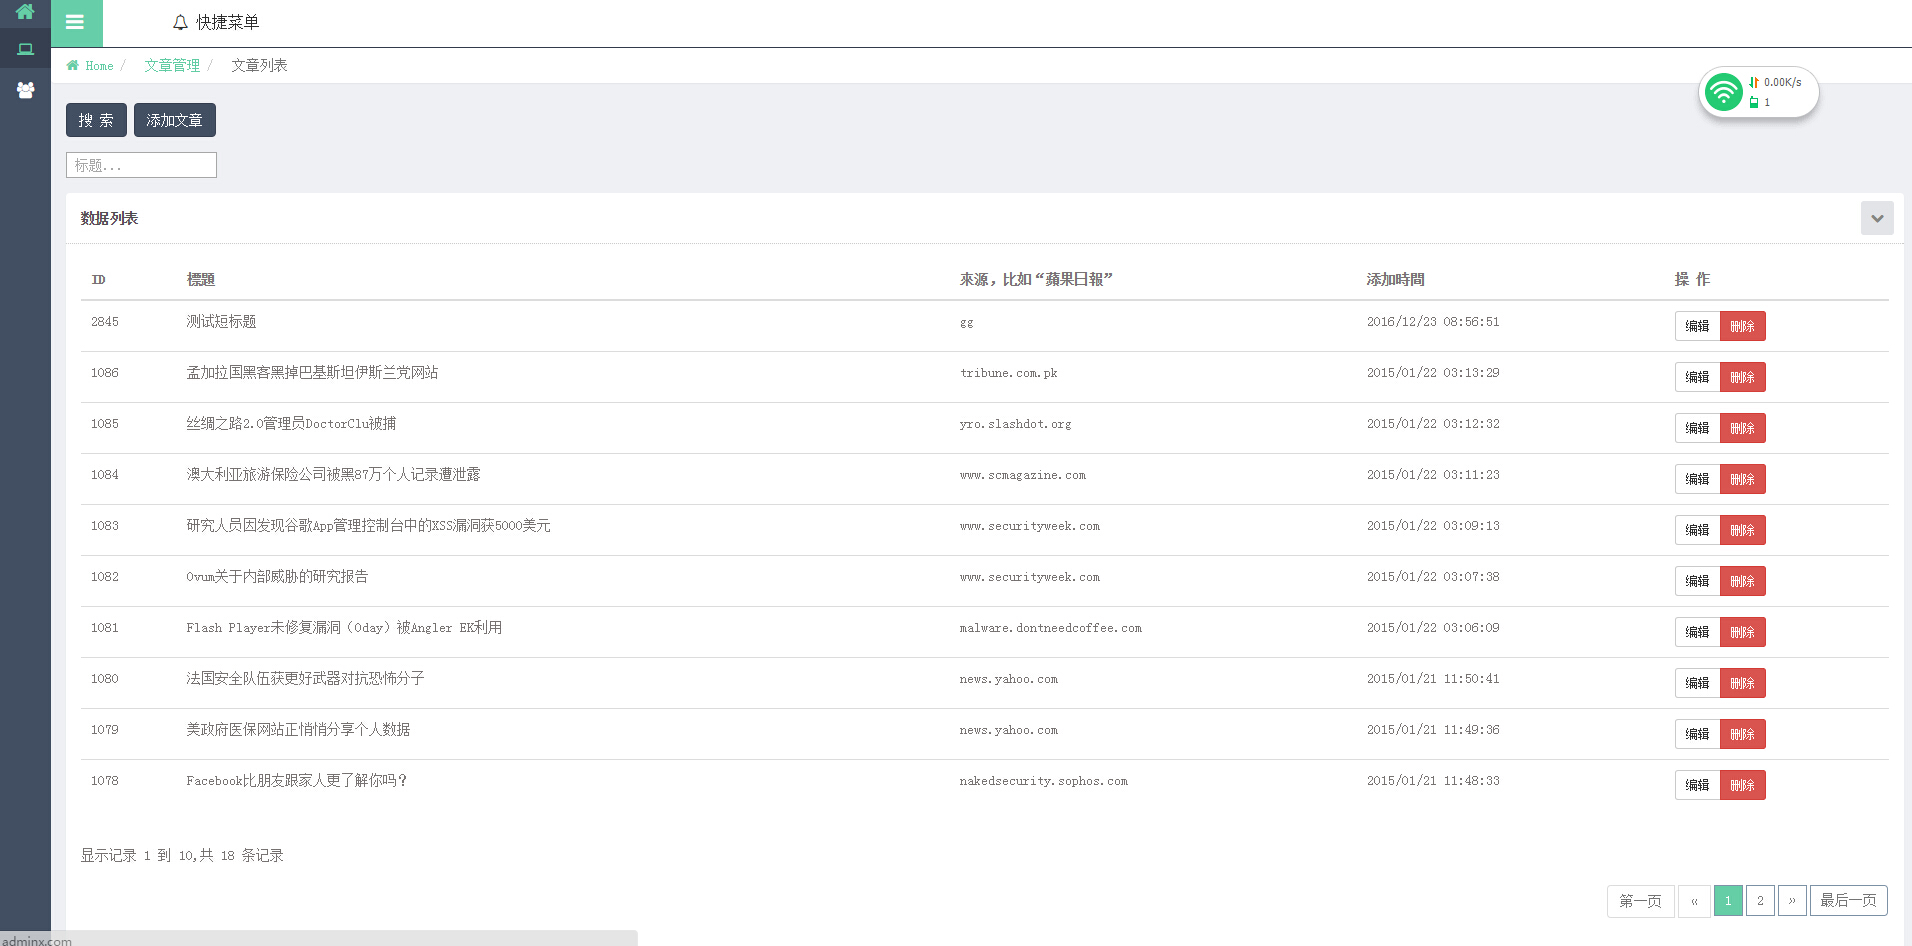 快捷菜单
Home / 文章管理 / 文章列表
0.00K/s
1
搜 索 添加文章
标题...
数据列表
ID 標題 來源，比如“蘋果日報” 添加時間 操 作
2845 测试短标题 gg 2016/12/23 08:56:51 编辑 删除
1086 孟加拉国黑客黑掉巴基斯坦伊斯兰党网站 tribune.com.pk 2015/01/22 03:13:29 编辑 删除
1085 丝绸之路2.0管理员DoctorClu被捕 yro.slashdot.org 2015/01/22 03:12:32 编辑 删除
1084 澳大利亚旅游保险公司被黑87万个人记录遭泄露 www.scmagazine.com 2015/01/22 03:11:23 编辑 删除
1083 研究人员因发现谷歌App管理控制台中的XSS漏洞获5000美元 www.securityweek.com 2015/01/22 03:09:13 编辑 删除
1082 Ovum关于内部威胁的研究报告 www.securityweek.com 2015/01/22 03:07:38 编辑 删除
1081 Flash Player未修复漏洞（0day）被Angler EK利用 malware.dontneedcoffee.com 2015/01/22 03:06:09 编辑 删除
1080 法国安全队伍获更好武器对抗恐怖分子 news.yahoo.com 2015/01/21 11:50:41 编辑 删除
1079 美政府医保网站正悄悄分享个人数据 news.yahoo.com 2015/01/21 11:49:36 编辑 删除
1078 Facebook比朋友跟家人更了解你吗？ nakedsecurity.sophos.com 2015/01/21 11:48:33 编辑 删除
显示记录 1 到 10,共 18 条记录
第一页 « 1 2 » 最后一页
adminx.com